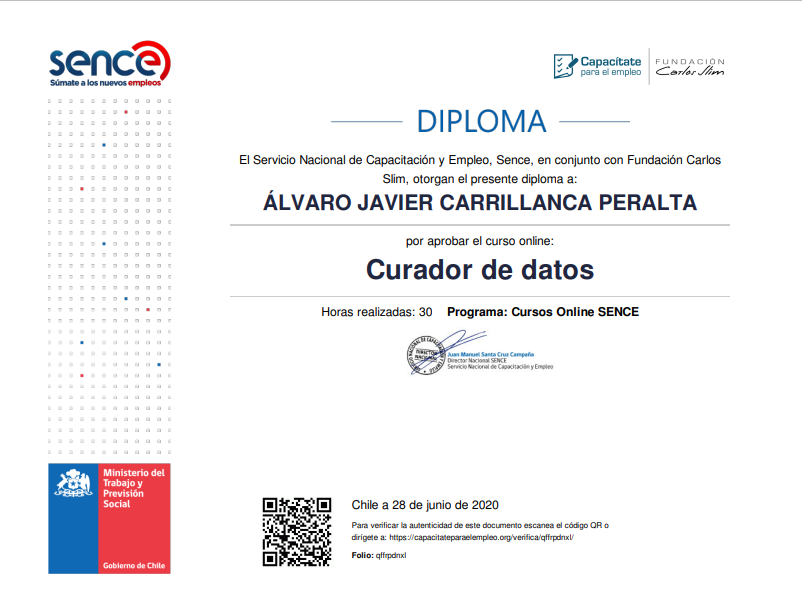 sence
Súmate a los nuevos empleos
Capacítate
para el empleo
FUNDACIÓN
Carlos Slim
DIPLOMA
El Servicio Nacional de Capacitación y Empleo, Sence, en conjunto con Fundación Carlos
Slim, otorgan el presente diploma a:
ÁLVARO JAVIER CARRILLANCA PERALTA
por aprobar el curso online:
Curador de datos
Horas realizadas: 30 Programa: Cursos Online SENCE
DIRECTOR
NACIONAL
Juan Manuel Santa Cruz Campaña
Director Nacional SENCE
Servicio Nacional de Capacitación y Empleo
Ministerio del
Trabajo y
Previsión
Social
Gobierno de Chile
Chile a 28 de junio de 2020
Para verificar la autenticidad de este documento escanea el código QR o
dirígete a: https://capacitateparaelempleo.org/verifica/qffrpdnxl/
Folio: qffrpdnxl